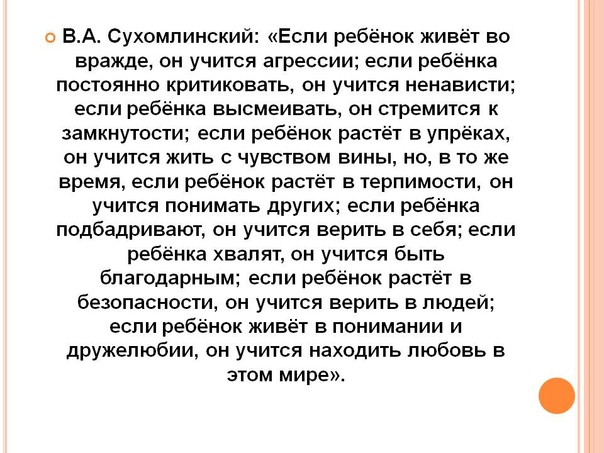 В.А. Сухомлинский: «Если ребёнок живёт во
вражде, он учится агрессии; если ребёнка
постоянно критиковать, он учится ненависти;
если ребёнка высмеивать, он стремится к
замкнутости; если ребёнок растёт в упрёках,
он учится жить с чувством вины, но, в то же
время, если ребёнок растёт в терпимости, он
учится понимать других; если ребёнка
подбадривают, он учится верить в себя; если
ребёнка хвалят, он учится быть
благодарным; если ребёнок растёт в
безопасности, он учится верить в людей;
если ребёнок живёт в понимании и
дружелюбии, он учится находить любовь в
этом мире».